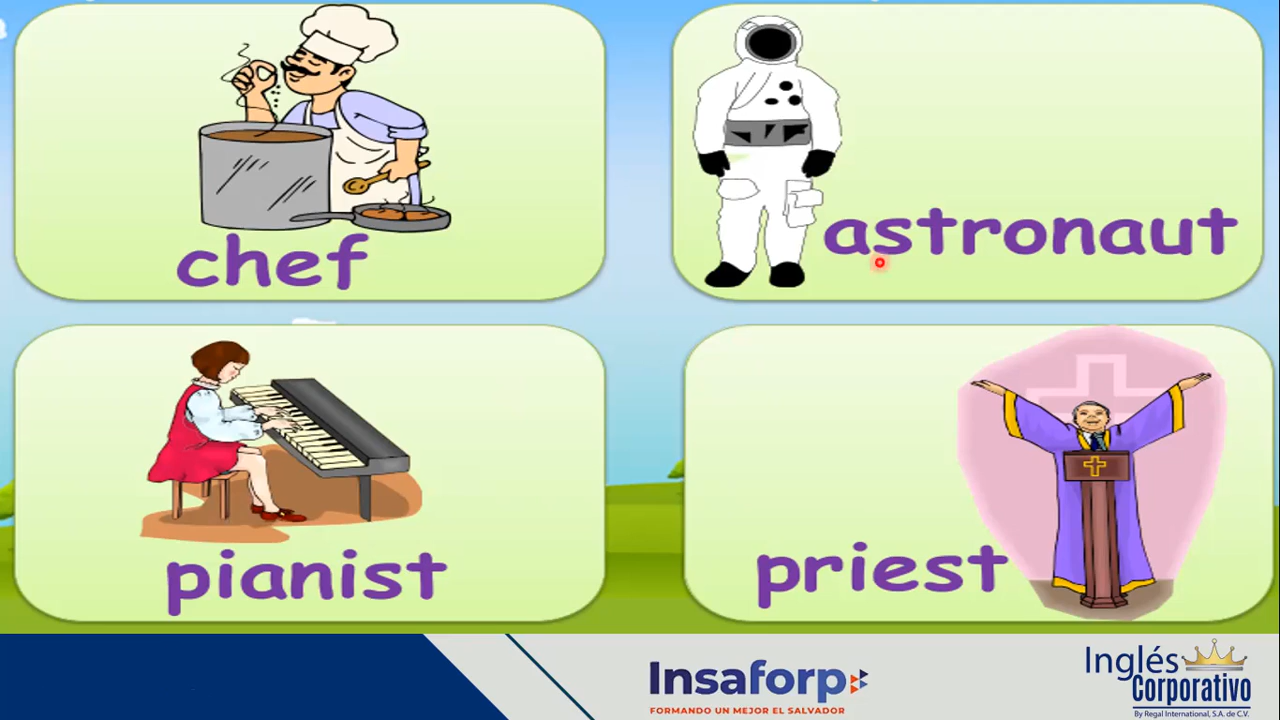 chef
astronaut
pianist
priest
Insaforp
FORMANDO UN MEJOR EL SALVADOR
Inglés
Corporativo
By Regal International, S.A. de C.V.